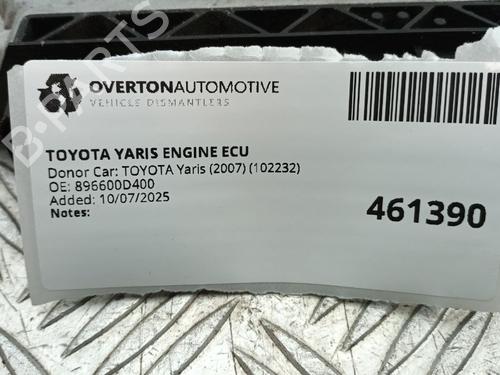 OVERTONAUTOMOTIVE
VEHICLE DISMANTLERS
TOYOTA YARIS ENGINE ECU
Donor Car: TOYOTA Yaris (2007) (102232)
OE: 896600D400
Added: 10/07/2025
Notes:
461390
B-PARTS